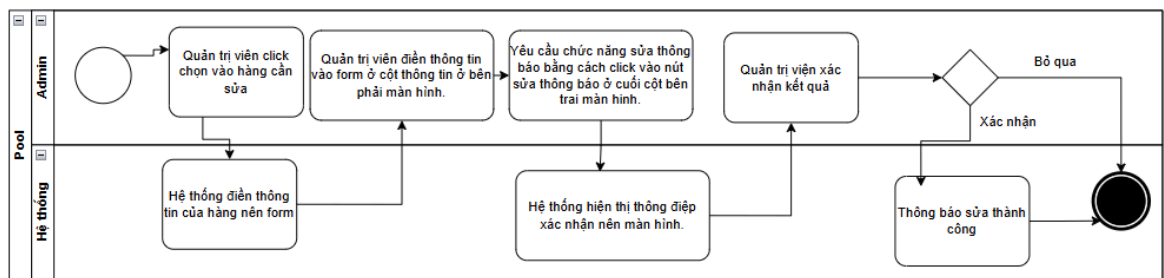 Pool
Admin
Quản trị viên click
chọn vào hàng cần
sửa
Quản trị viên điền thông tin
vào form ở cột thông tin ở bên
phải màn hình.
Yêu cầu chức năng sửa thông
báo bằng cách click vào nút
sửa thông báo ở cuối cột bên
trai màn hinh.
Quản trị viện xác
nhận kết quả
Bỏ qua
Xác nhận
Hệ thống
Hệ thống điền thông
tin của hàng nên form
Hệ thống hiện thị thông điệp
xác nhận nên màn hình.
Thông báo sửa thành
công